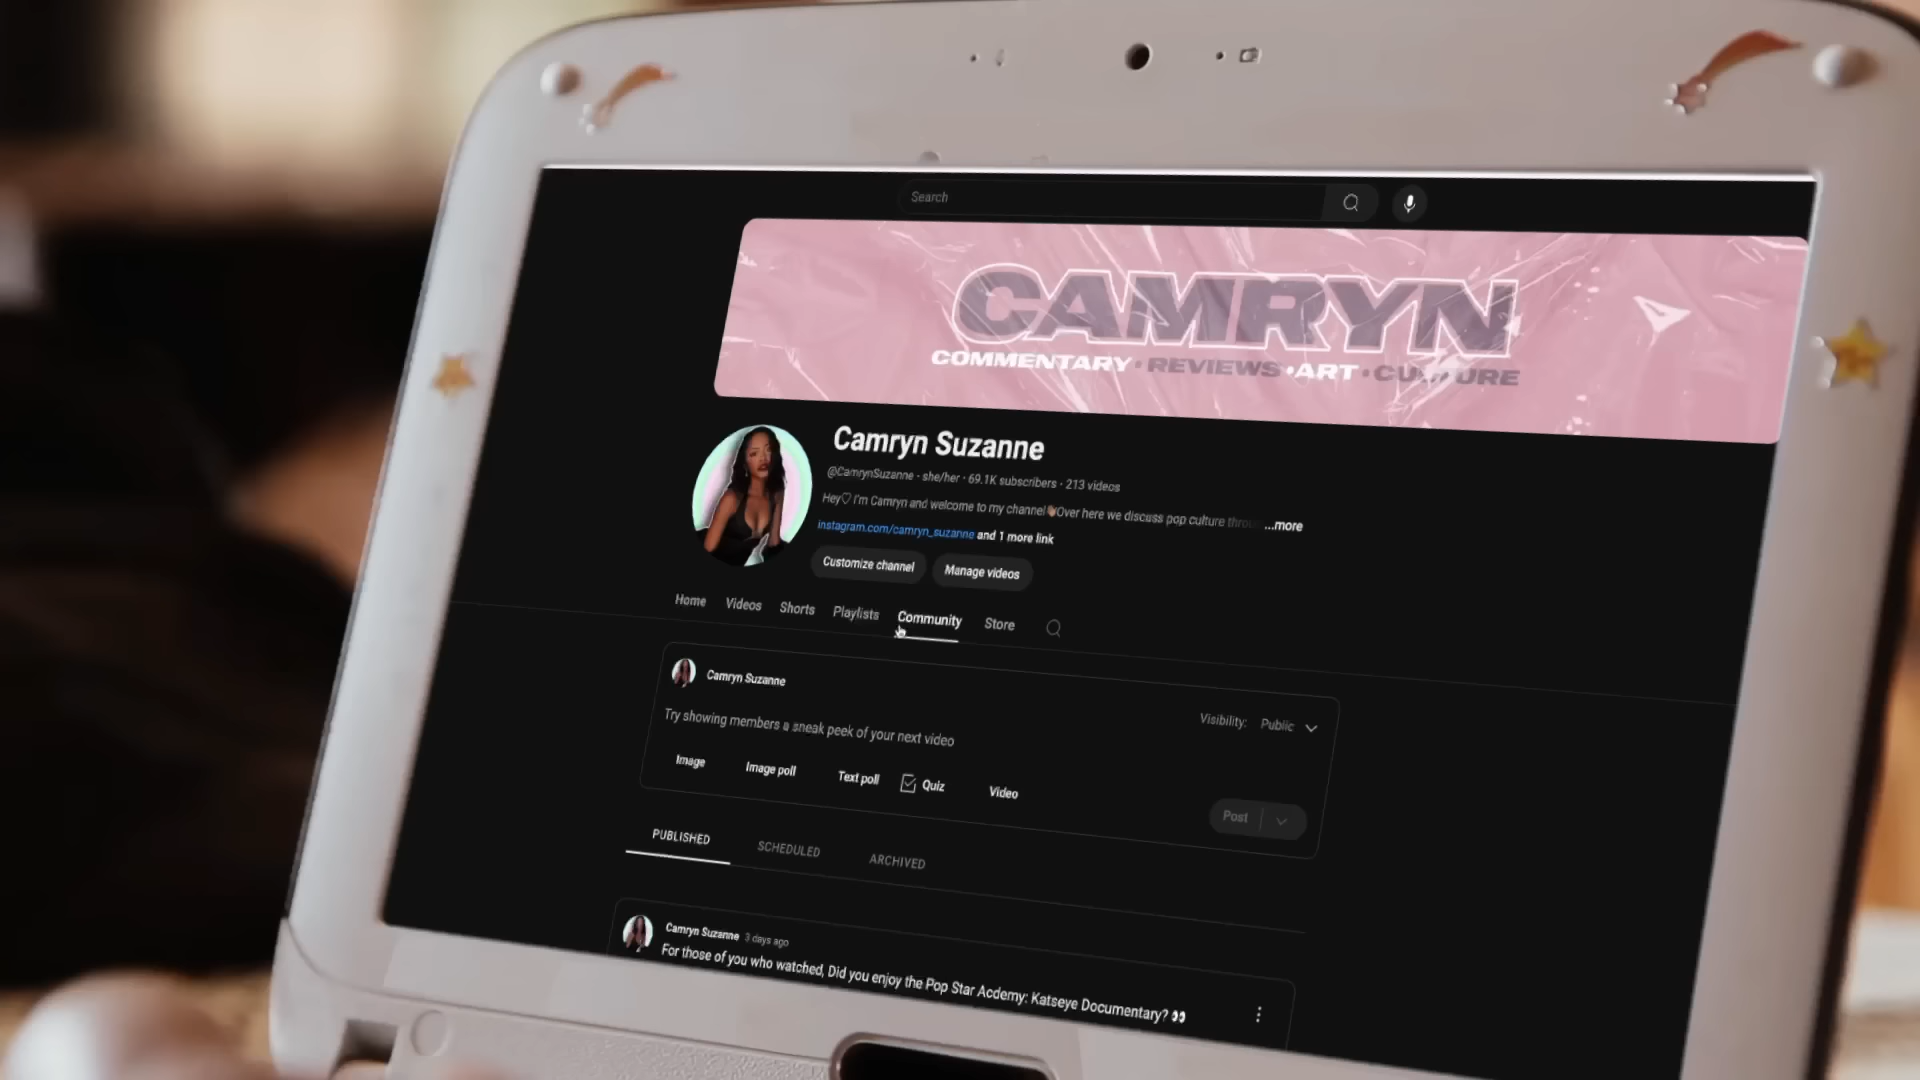 Search
CAMRYN
COMMENTARY • REVIEWS • ART • CULTURE
Camryn Suzanne
@CamrynSuzanne · she/her · 69.1K subscribers · 213 videos
Hey♡ I'm Camryn and welcome to my channel👋🏽Over here we discuss pop culture ...more
instagram.com/camryn_suzanne and 1 more link
Customize channel Manage videos
Home Videos Shorts Playlists Community Store
Camryn Suzanne
Visibility: Public
Try showing members a sneak peek of your next video
Image Image poll Text poll Quiz Video
Post
PUBLISHED SCHEDULED ARCHIVED
Camryn Suzanne 3 days ago
For those of you who watched, Did you enjoy the Pop Star Acdemy: Katseye Documentary? 👀